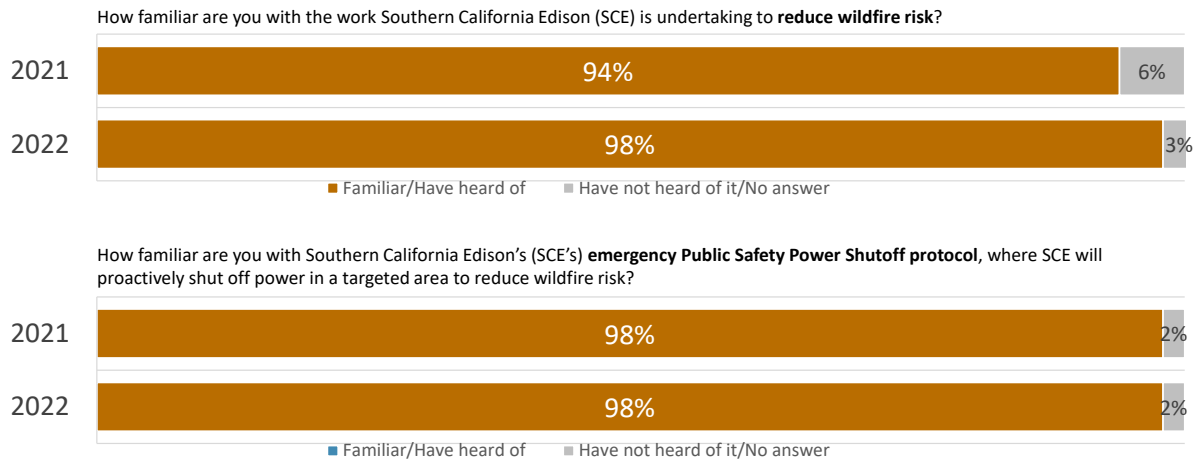 How familiar are you with the work Southern California Edison (SCE) is undertaking to reduce wildfire risk?
2021
94%
6%
2022
98%
3%
Familiar/Have heard of
Have not heard of it/No answer
How familiar are you with Southern California Edison’s (SCE’s) emergency Public Safety Power Shutoff protocol, where SCE will
proactively shut off power in a targeted area to reduce wildfire risk?
2021
98%
2%
2022
98%
2%
Familiar/Have heard of
Have not heard of it/No answer